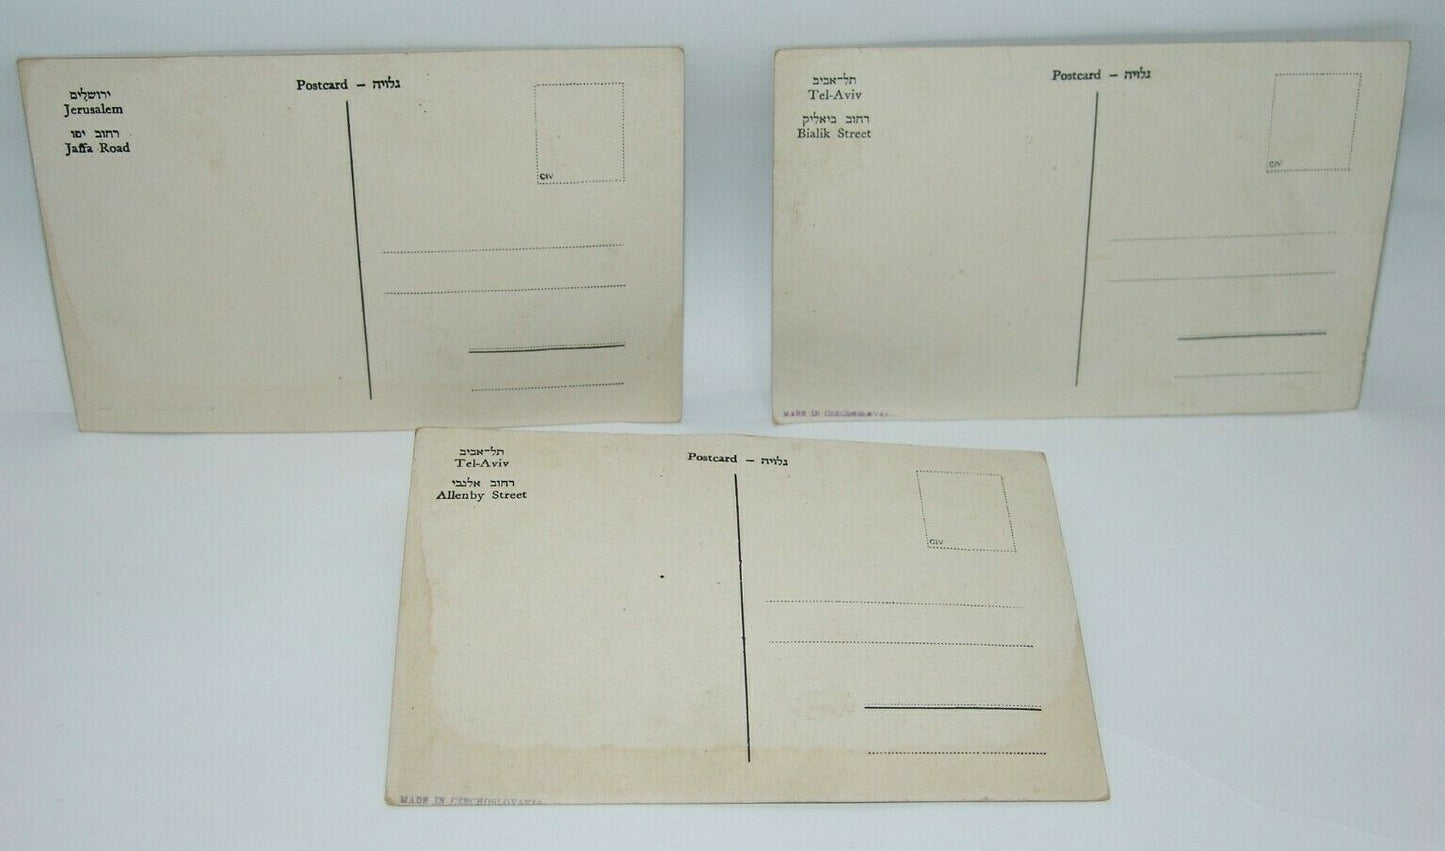 ירושלים
Jerusalem
רחוב יפו
Jaffa Road
Postcard – גלויה
CIV
תל-אביב
Tel-Aviv
רחוב ביאליק
Bialik Street
Postcard – גלויה
CIV
MADE IN CZECHOSLOVAKIA
תל-אביב
Tel-Aviv
רחוב אלנבי
Allenby Street
Postcard – גלויה
CIV
MADE IN CZECHOSLOVAKIA